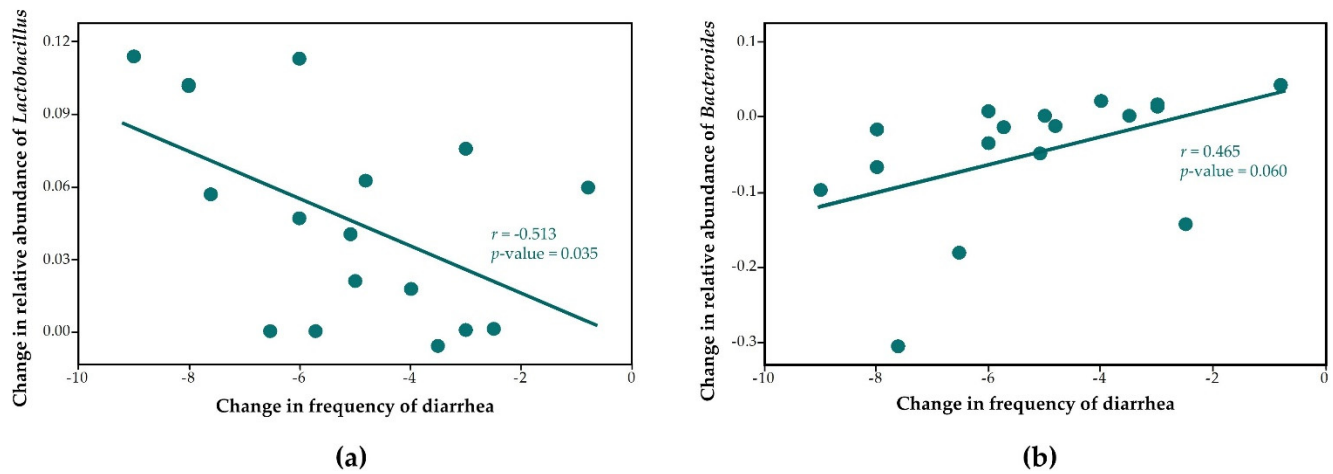 Change in relative abundance of Lactobacillus
0.12
0.09
0.06
0.03
0.00
r = -0.513
p-value = 0.035
-10
-8
-6
-4
-2
0
Change in frequency of diarrhea
(a)
Change in relative abundance of Bacteroides
0.1
0.0
-0.1
-0.2
-0.3
r = 0.465
p-value = 0.060
-10
-8
-6
-4
-2
0
Change in frequency of diarrhea
(b)